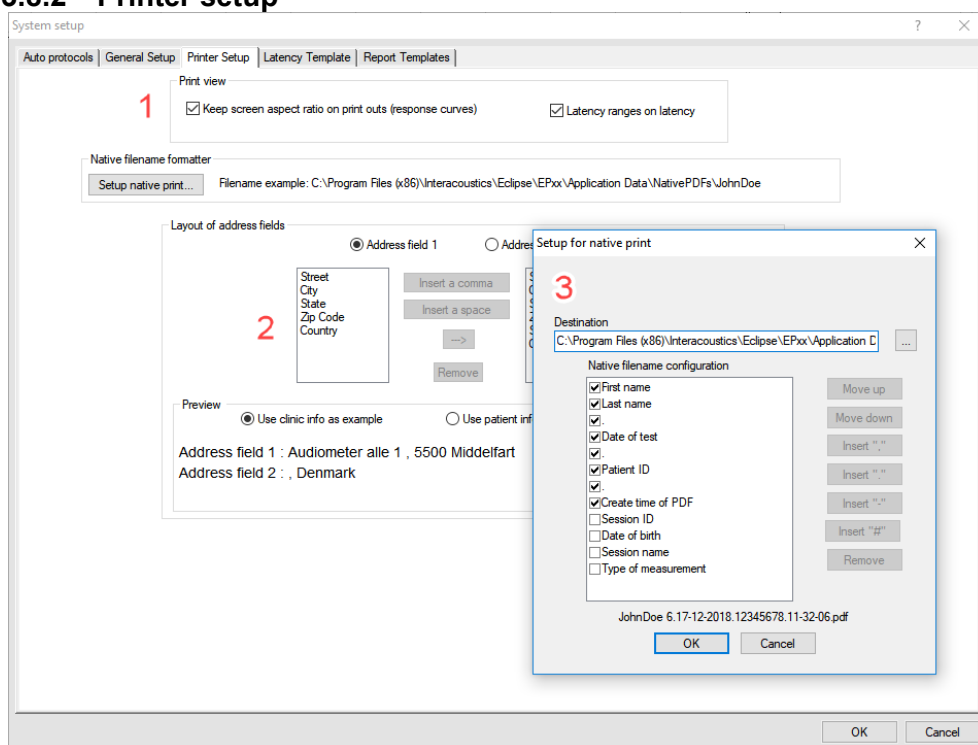 Printer setup
System setup ? ×
Auto protocols General Setup Printer Setup Latency Template Report Templates
Print view
1
Keep screen aspect ratio on print outs (response curves) Latency ranges on latency
Native filename formatter
Setup native print... Filename example: C:\Program Files (x86)\Interacoustics\Eclipse\EPxx\Application Data\NativePDFs\JohnDoe
Layout of address fields
Address field 1
2
Street
City
State
Zip Code
Country
Insert a comma
Insert a space
-->
Remove
Preview
Use clinic info as example Use patient
Address field 1 : Audiometer alle 1 , 5500 Middelfart
Address field 2 : , Denmark
Setup for native print ×
3
Destination
C:\Program Files (x86)\Interacoustics\Eclipse\EPxx\Application ...
Native filename configuration
First name
Last name
.
Date of test
.
Patient ID
.
Create time of PDF
Session ID
Date of birth
Session name
Type of measurement
Move up
Move down
Insert ","
Insert "."
Insert "-"
Insert "#"
Remove
JohnDoe 6.17-12-2018.12345678.11-32-06.pdf
OK Cancel
OK Cancel